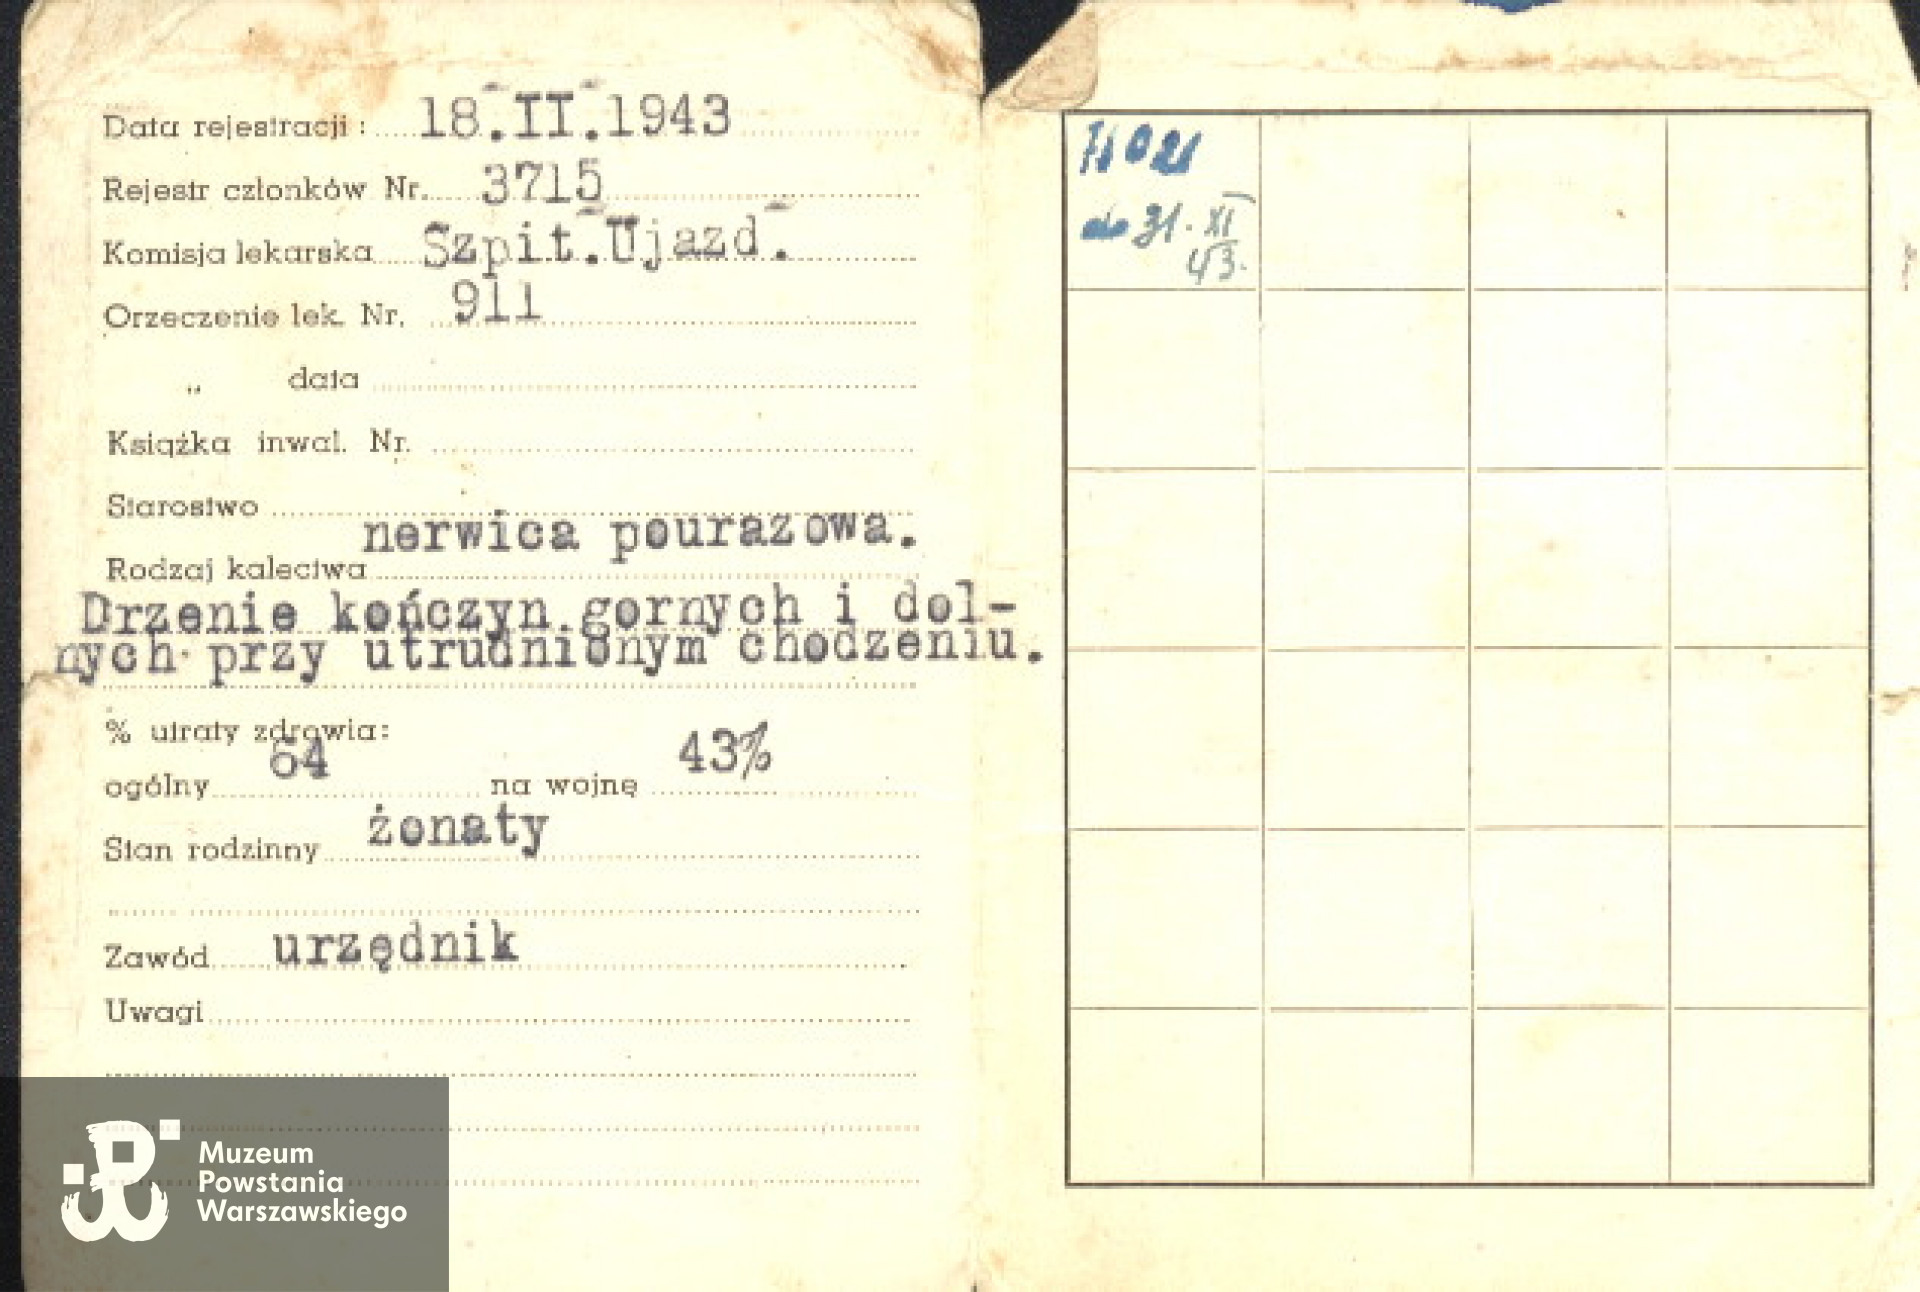 Data rejestracji: 18.II.1943
Rejestr członków Nr. 3715
Komisja lekarska Szpit.Ujazd.
Orzeczenie lek. Nr. 911
„ data
Książka inwal. Nr.
Starostwo
nerwica pourazowa.
Rodzaj kalectwa
Drzenie kończyn gornych i dol-
nych przy utrudnionym chodzeniu.
% utraty zdrowia:
ogólny 64 na wojnę 43%
Stan rodzinny żonaty
Zawód urzędnik
Uwagi
Muzeum
Powstania
Warszawskiego
do 31. XI
43.